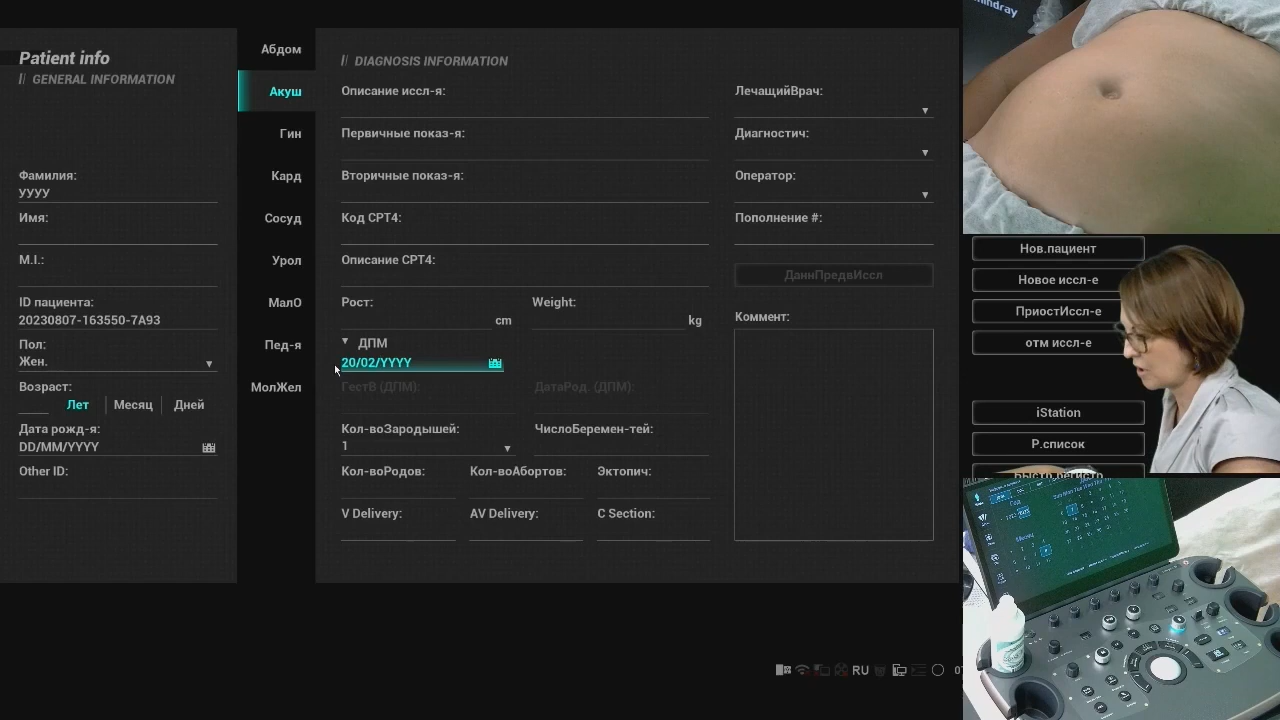 Patient info
GENERAL INFORMATION
Фамилия:
УУУУ
Имя:
M.I.:
ID пациента:
20230807-163550-7A93
Пол:
Жен.
Возраст:
Лет
Месяц
Дней
Дата рожд-я:
DD/MM/YYYY
Other ID:
Абдом
Акуш
Гин
Кард
Сосуд
Урол
МалО
Пед-я
МолЖел
DIAGNOSIS INFORMATION
Описание иссл-я:
Первичные показ-я:
Вторичные показ-я:
Код CPT4:
Описание CPT4:
Рост:
cm
Weight:
kg
ДПМ
20/02/YYYY
ГестВ (ДПМ):
ДатаРод. (ДПМ):
Кол-воЗародышей:
1
ЧислоБеремен-тей:
Кол-воРодов:
Кол-воАбортов:
Эктопич:
V Delivery:
AV Delivery:
C Section:
ЛечащийВрач:
Диагностич:
Оператор:
Пополнение #:
ДаннПредвИссл
Коммент:
RU
mindray
Нов.пациент
Новое иссл-е
ПриостИссл-е
отм иссл-е
iStation
Р.список